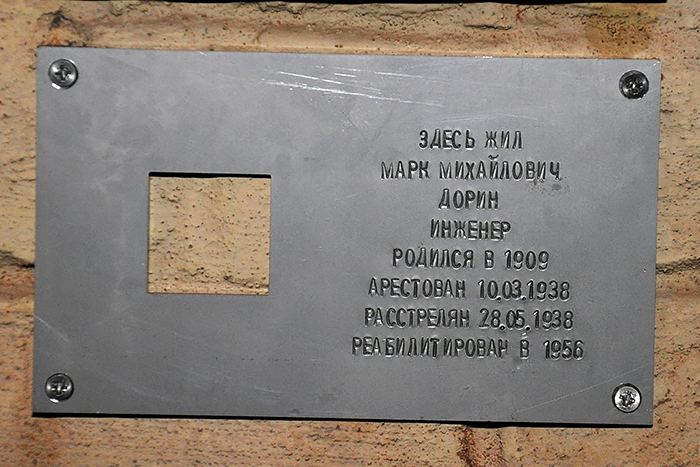 ЗДЕСЬ ЖИЛ
МАРК МИХАЙЛОВИЧ
ДОРИН
ИНЖЕНЕР
РОДИЛСЯ В 1909
АРЕСТОВАН 10.03.1938
РАССТРЕЛЯН 28.05.1938
РЕАБИЛИТИРОВАН В 1956